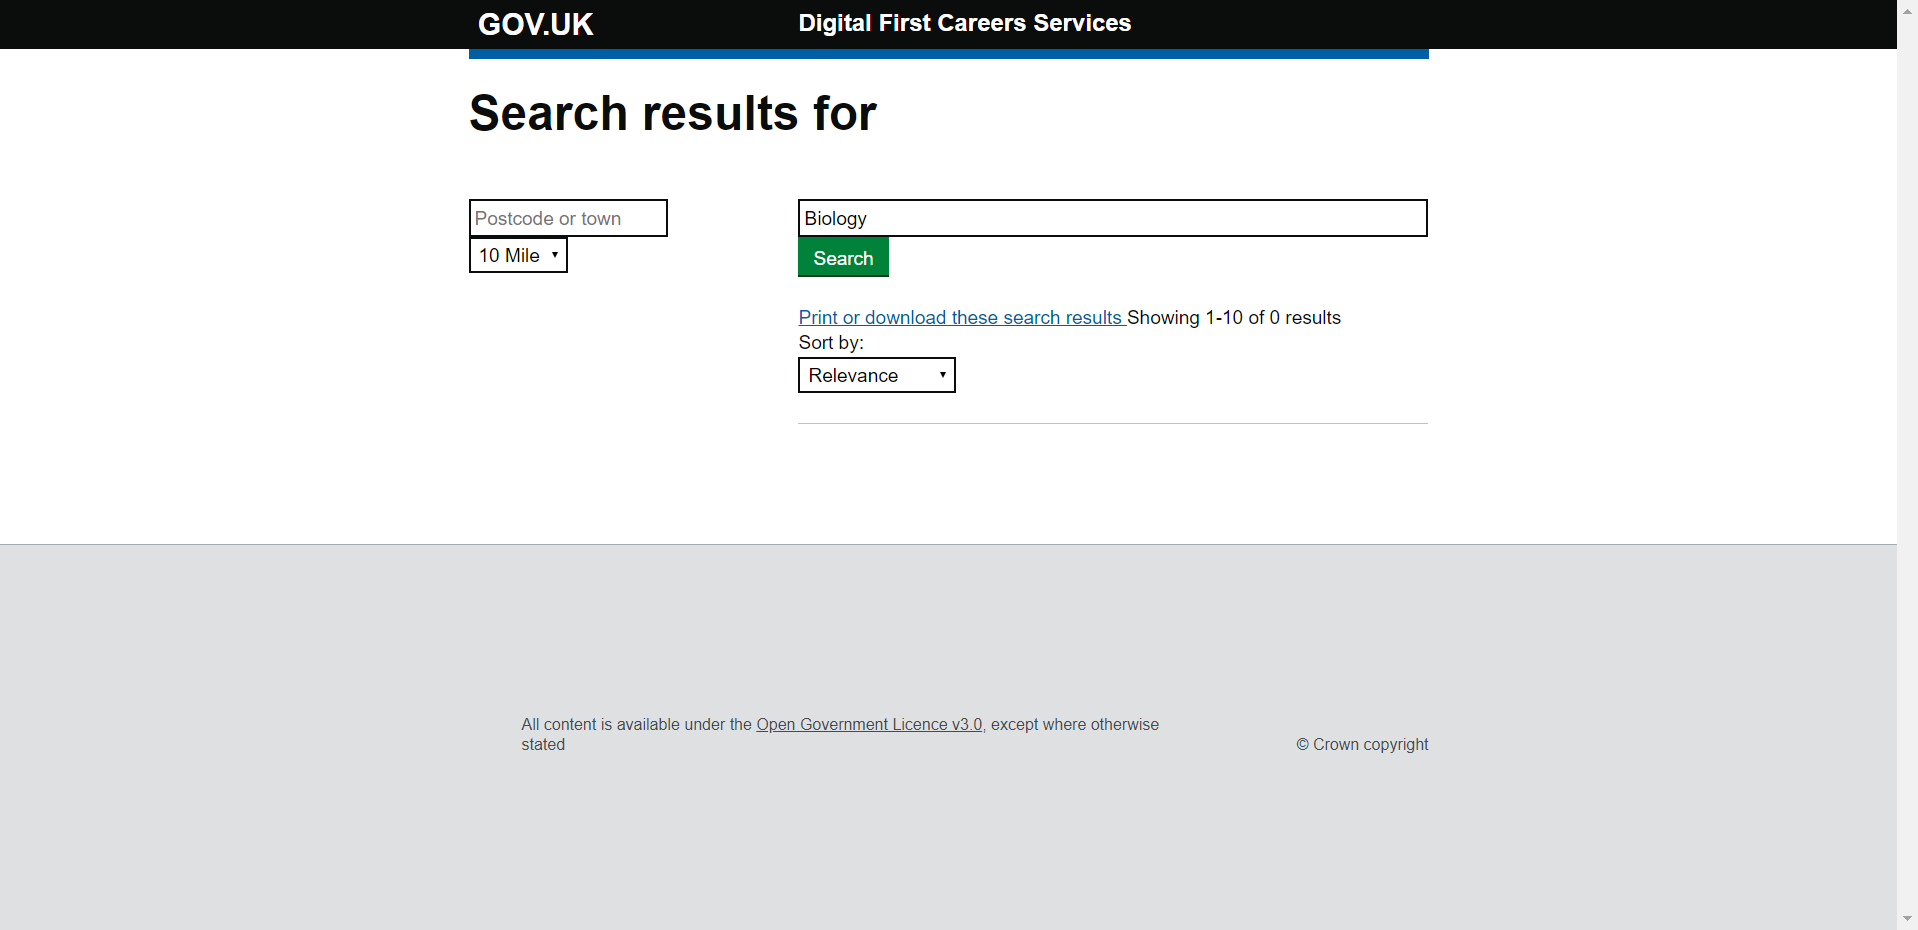 GOV.UK
Digital First Careers Services
Search results for
Postcode or town
10 Mile
Biology
Search
Print or download these search results Showing 1-10 of 0 results
Sort by:
Relevance
All content is available under the Open Government Licence v3.0, except where otherwise
stated
© Crown copyright